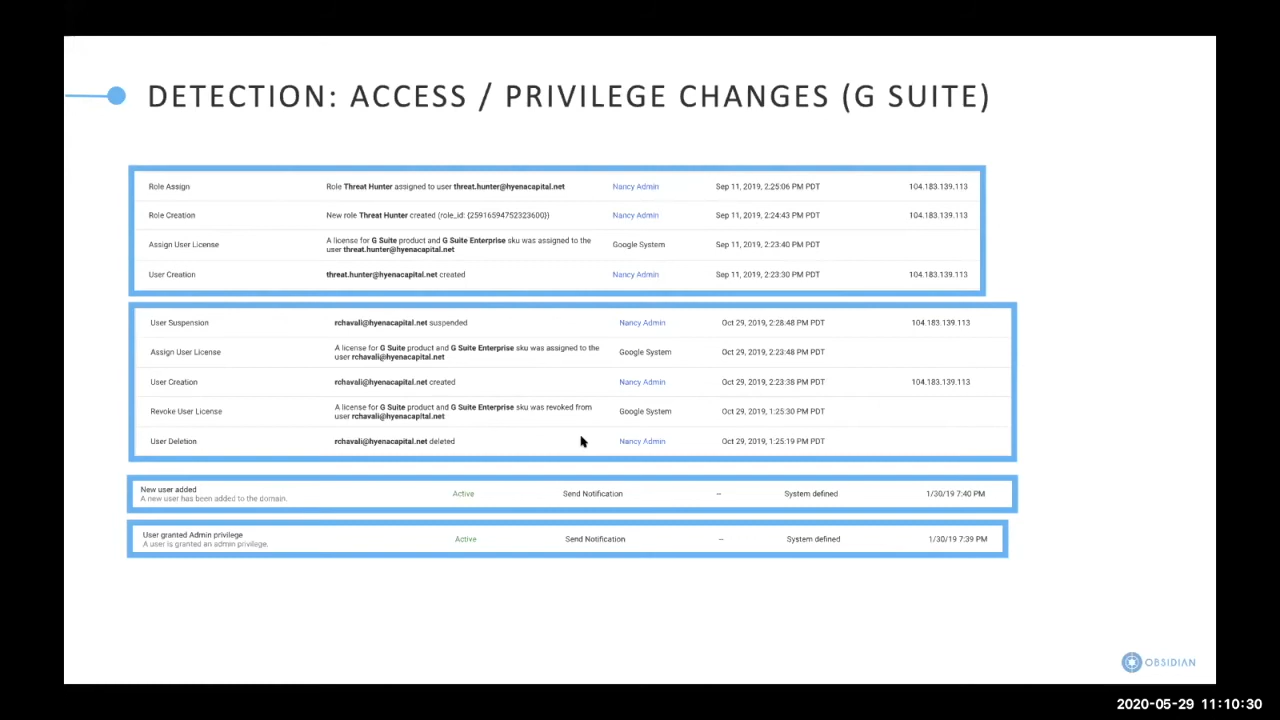 DETECTION: ACCESS / PRIVILEGE CHANGES (G SUITE)
Role Assign Role Threat Hunter assigned to user threat.hunter@hyenacapital.net Nancy Admin Sep 11, 2019, 2:25:06 PM PDT 104.183.139.113
Role Creation New role Threat Hunter created (role_id: {25916594752323600}) Nancy Admin Sep 11, 2019, 2:24:43 PM PDT 104.183.139.113
Assign User License A license for G Suite product and G Suite Enterprise sku was assigned to the Google System Sep 11, 2019, 2:23:40 PM PDT
user threat.hunter@hyenacapital.net
User Creation threat.hunter@hyenacapital.net created Nancy Admin Sep 11, 2019, 2:23:30 PM PDT 104.183.139.113
User Suspension rchavali@hyenacapital.net suspended Nancy Admin Oct 29, 2019, 2:28:48 PM PDT 104.183.139.113
Assign User License A license for G Suite product and G Suite Enterprise sku was assigned to the Google System Oct 29, 2019, 2:23:48 PM PDT
user rchavali@hyenacapital.net
User Creation rchavali@hyenacapital.net created Nancy Admin Oct 29, 2019, 2:23:38 PM PDT 104.183.139.113
Revoke User License A license for G Suite product and G Suite Enterprise sku was revoked from Google System Oct 29, 2019, 1:25:30 PM PDT
user rchavali@hyenacapital.net
User Deletion rchavali@hyenacapital.net deleted Nancy Admin Oct 29, 2019, 1:25:19 PM PDT
New user added Active Send Notification – System defined 1/30/19 7:40 PM
A new user has been added to the domain.
User granted Admin privilege Active Send Notification – System defined 1/30/19 7:39 PM
A user is granted an admin privilege.
OBSIDIAN
2020-05-29 11:10:30